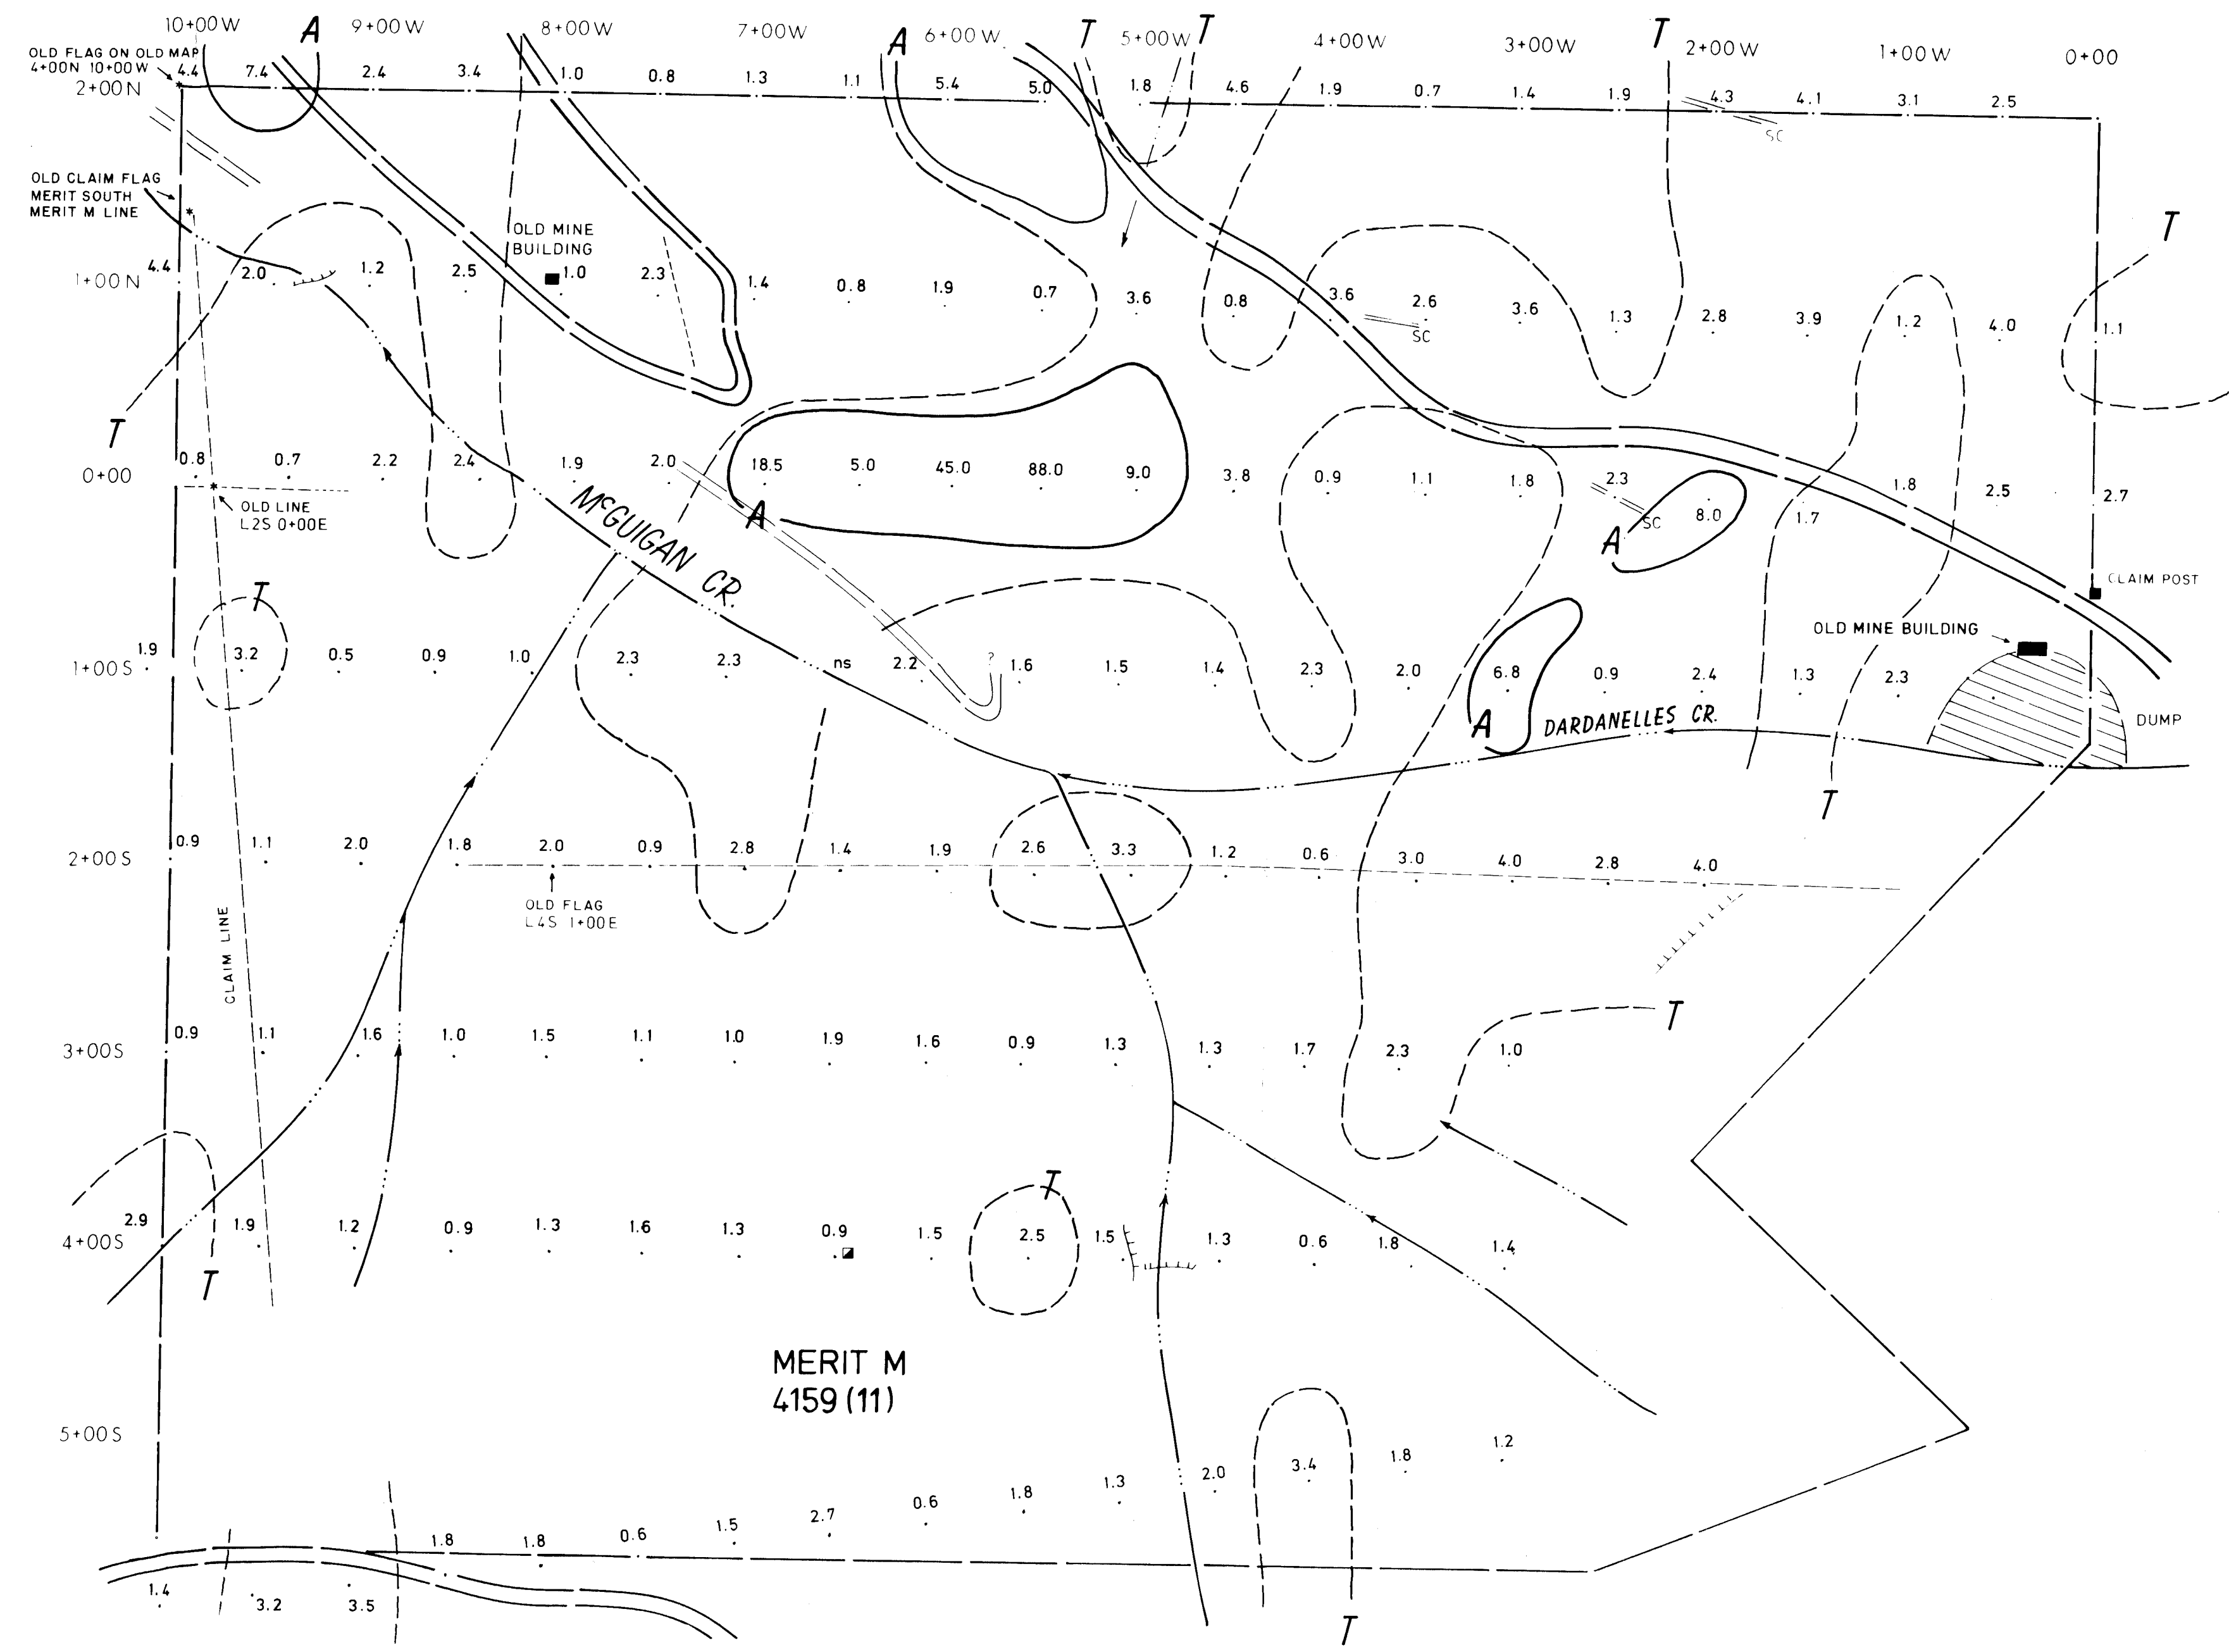 10+00W A 9+00W 8+00W 7+00W A 6+00W T 5+00W T 4+00W 3+00W T 2+00W 1+00W 0+00
OLD FLAG ON OLD MAP
4+00N 10+00W
4.4 7.4 2.4 3.4 1.0 0.8 1.3 1.1 5.4 5.0 1.8 4.6 1.9 0.7 1.4 1.9 4.3 4.1 3.1 2.5
2+00N
SC
OLD CLAIM FLAG
MERIT SOUTH
MERIT M LINE
T
OLD MINE
BUILDING
1+00N 4.4 2.0 1.2 2.5 1.0 2.3 1.4 0.8 1.9 0.7 3.6 0.8 3.6 2.6 3.6 1.3 2.8 3.9 1.2 4.0 1.1
SC
T
0+00 0.8 0.7 2.2 2.4 1.9 2.0 18.5 5.0 45.0 88.0 9.0 3.8 0.9 1.1 1.8 2.3 8.0 1.7 1.8 2.5 2.7
OLD LINE
L2S 0+00E
McGUIGAN CR.
A
SC
A
CLAIM POST
T
OLD MINE BUILDING
1+00S 1.9 3.2 0.5 0.9 1.0 2.3 2.3 ns 2.2 ? 1.6 1.5 1.4 2.3 2.0 6.8 0.9 2.4 1.3 2.3
A
DARDANELLES CR.
DUMP
T
2+00S 0.9 1.1 2.0 1.8 2.0 0.9 2.8 1.4 1.9 2.6 3.3 1.2 0.6 3.0 4.0 2.8 4.0
OLD FLAG
L4S 1+00E
CLAIM LINE
T
3+00S 0.9 1.1 1.6 1.0 1.5 1.1 1.0 1.9 1.6 0.9 1.3 1.3 1.7 2.3 1.0
T
4+00S 2.9 1.9 1.2 0.9 1.3 1.6 1.3 0.9 1.5 2.5 1.5 1.3 0.6 1.8 1.4
T
MERIT M
4159 (11)
5+00S
1.8 1.8 0.6 1.5 2.7 0.6 1.8 1.3 2.0 3.4 1.8 1.2
1.4 3.2 3.5
T